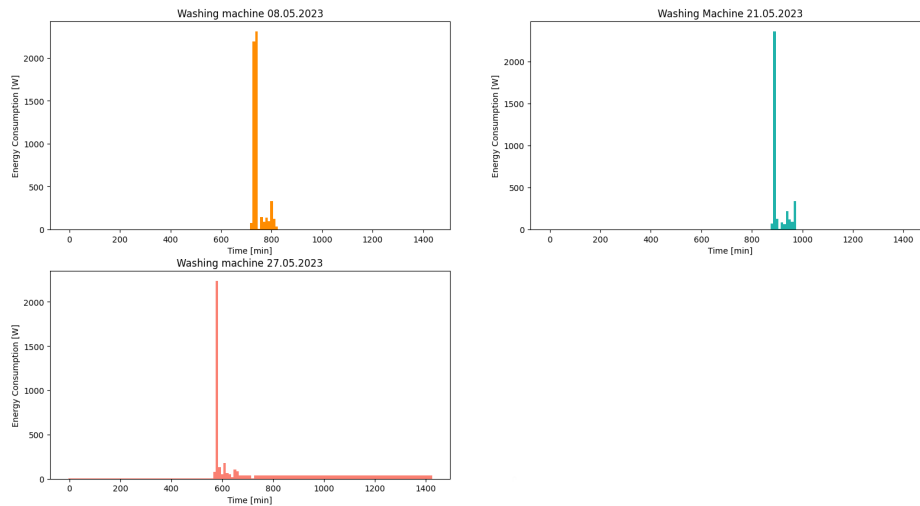 Washing machine 08.05.2023
Energy Consumption [W]
2000
1500
1000
500
0
0 200 400 600 800 1000 1200 1400
Time [min]
Washing Machine 21.05.2023
Energy Consumption [W]
2000
1500
1000
500
0
0 200 400 600 800 1000 1200 1400
Time [min]
Washing machine 27.05.2023
Energy Consumption [W]
2000
1500
1000
500
0
0 200 400 600 800 1000 1200 1400
Time [min]